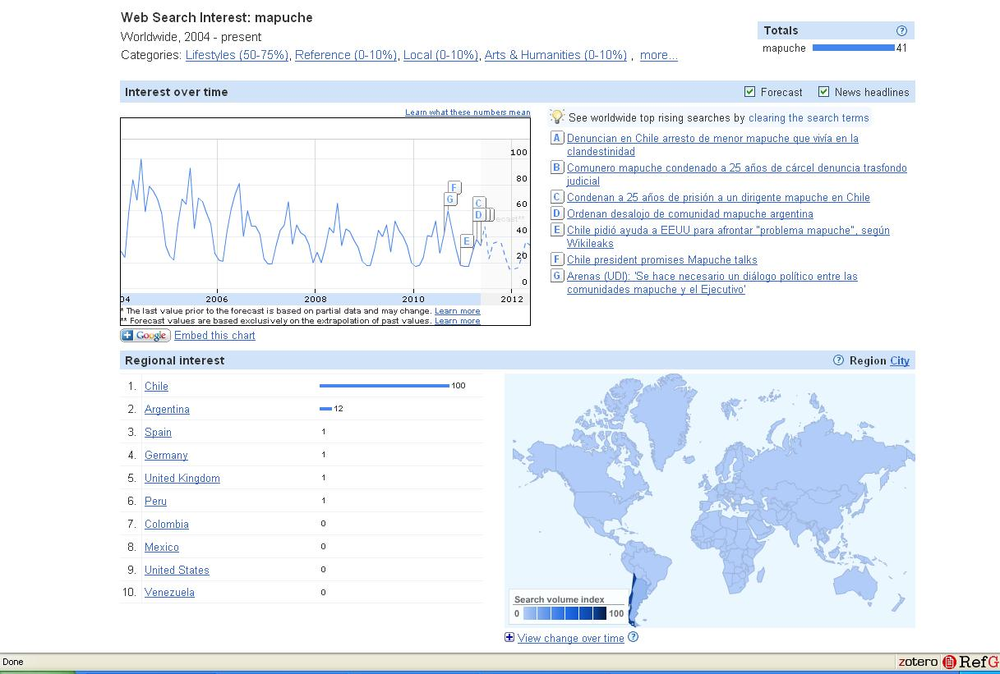 Web Search Interest: mapuche
Worldwide, 2004 - present
Categories: Lifestyles (50-75%), Reference (0-10%), Local (0-10%), Arts & Humanities (0-10%) , more...
Totals
mapuche 41
Interest over time
Forecast
News headlines
Learn what these numbers mean
100
80
60
40
20
0
F
G
C
D
E
recast**
04 2006 2008 2010 2012
* The last value prior to the forecast is based on partial data and may change. Learn more
** Forecast values are based exclusively on the extrapolation of past values. Learn more
Google Embed this chart
See worldwide top rising searches by clearing the search terms
A Denuncian en Chile arresto de menor mapuche que vivía en la
clandestinidad
B Comunero mapuche condenado a 25 años de cárcel denuncia trasfondo
judicial
C Condenan a 25 años de prisión a un dirigente mapuche en Chile
D Ordenan desalojo de comunidad mapuche argentina
E Chile pidió ayuda a EEUU para afrontar "problema mapuche", según
Wikileaks
F Chile president promises Mapuche talks
G Arenas (UDI): 'Se hace necesario un diálogo político entre las
comunidades mapuche y el Ejecutivo'
Regional interest
Region City
1. Chile 100
2. Argentina 12
3. Spain 1
4. Germany 1
5. United Kingdom 1
6. Peru 1
7. Colombia 0
8. Mexico 0
9. United States 0
10. Venezuela 0
Search volume index
0 100
View change over time
Done
zotero RefG